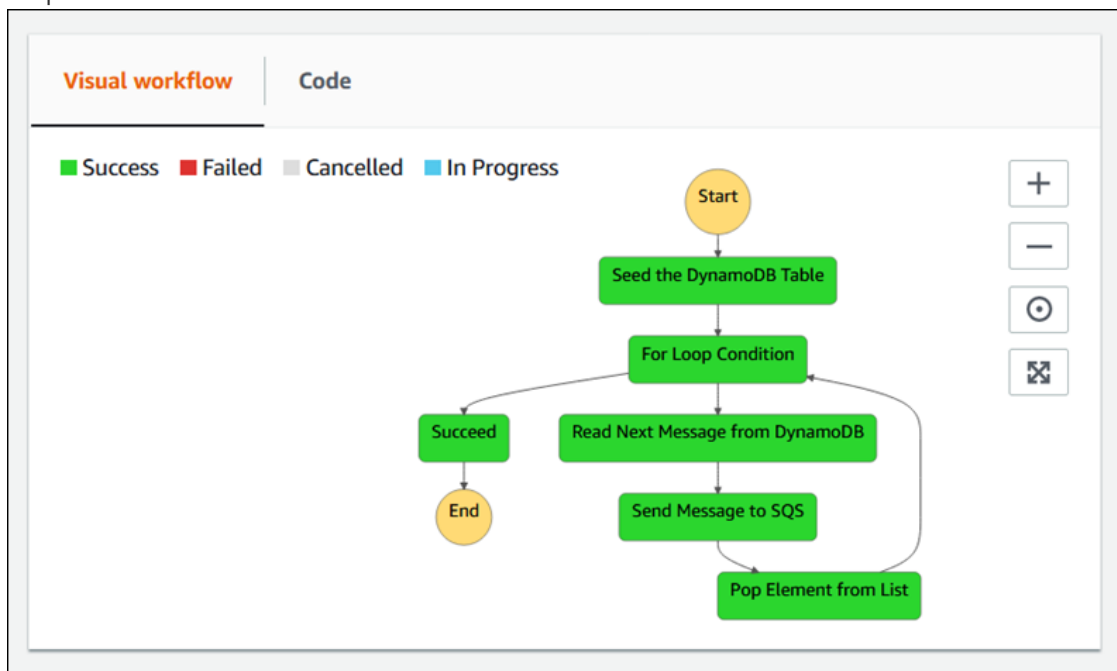 Visual workflow
Code
Success Failed Cancelled In Progress
Start
Seed the DynamoDB Table
For Loop Condition
Succeed
Read Next Message from DynamoDB
End
Send Message to SQS
Pop Element from List